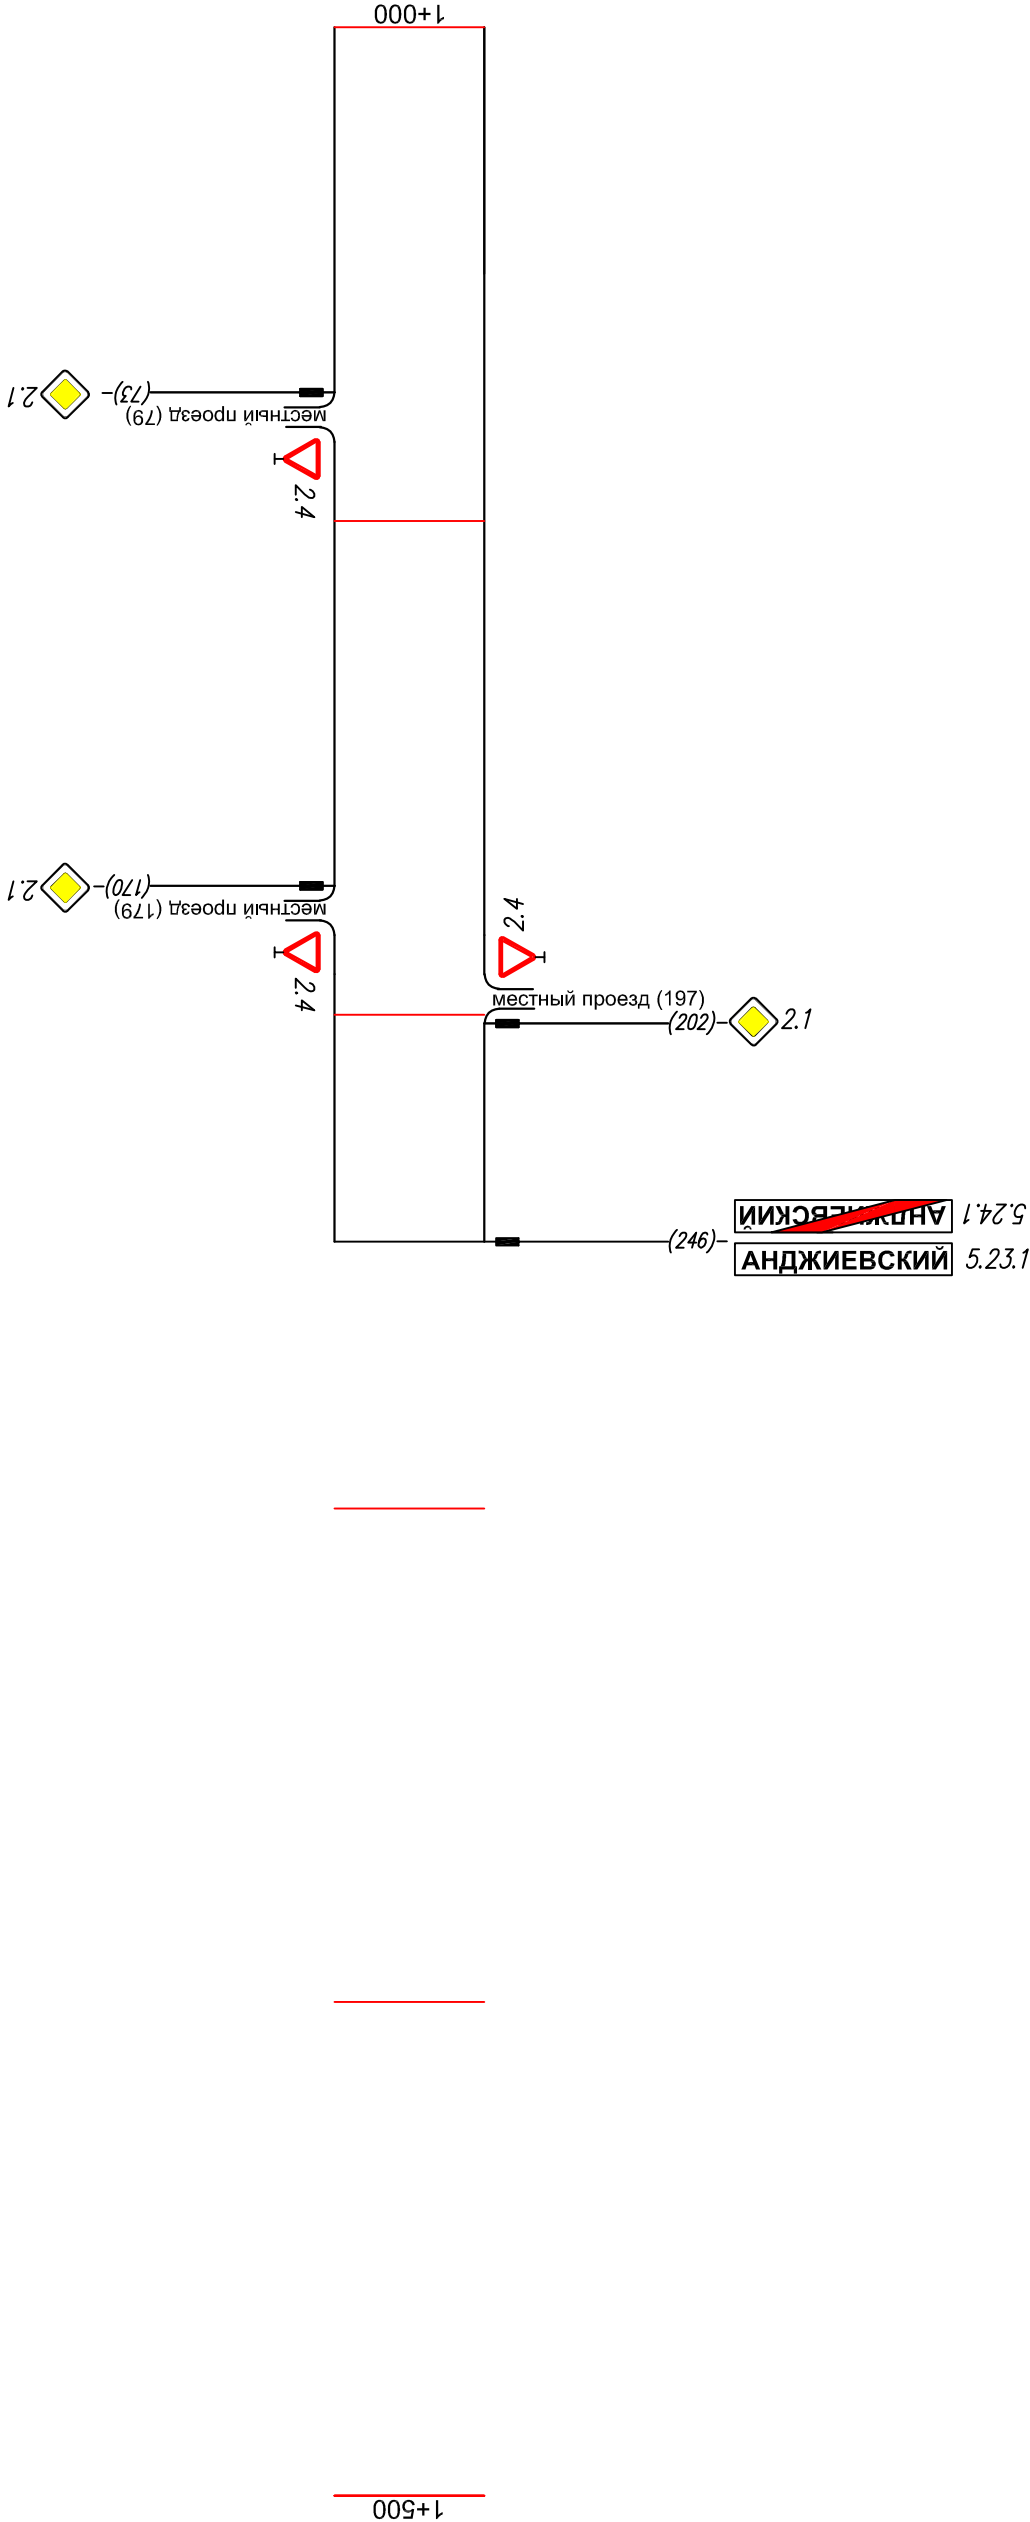 1+000
2.1
(73)
местный проезд (79)
2.4
2.1
(170)
местный проезд (179)
2.4
2.4
местный проезд (197)
(202)
2.1
АНДЖИЕВСКИЙ
5.24.1
(246)
АНДЖИЕВСКИЙ
5.23.1
1+500